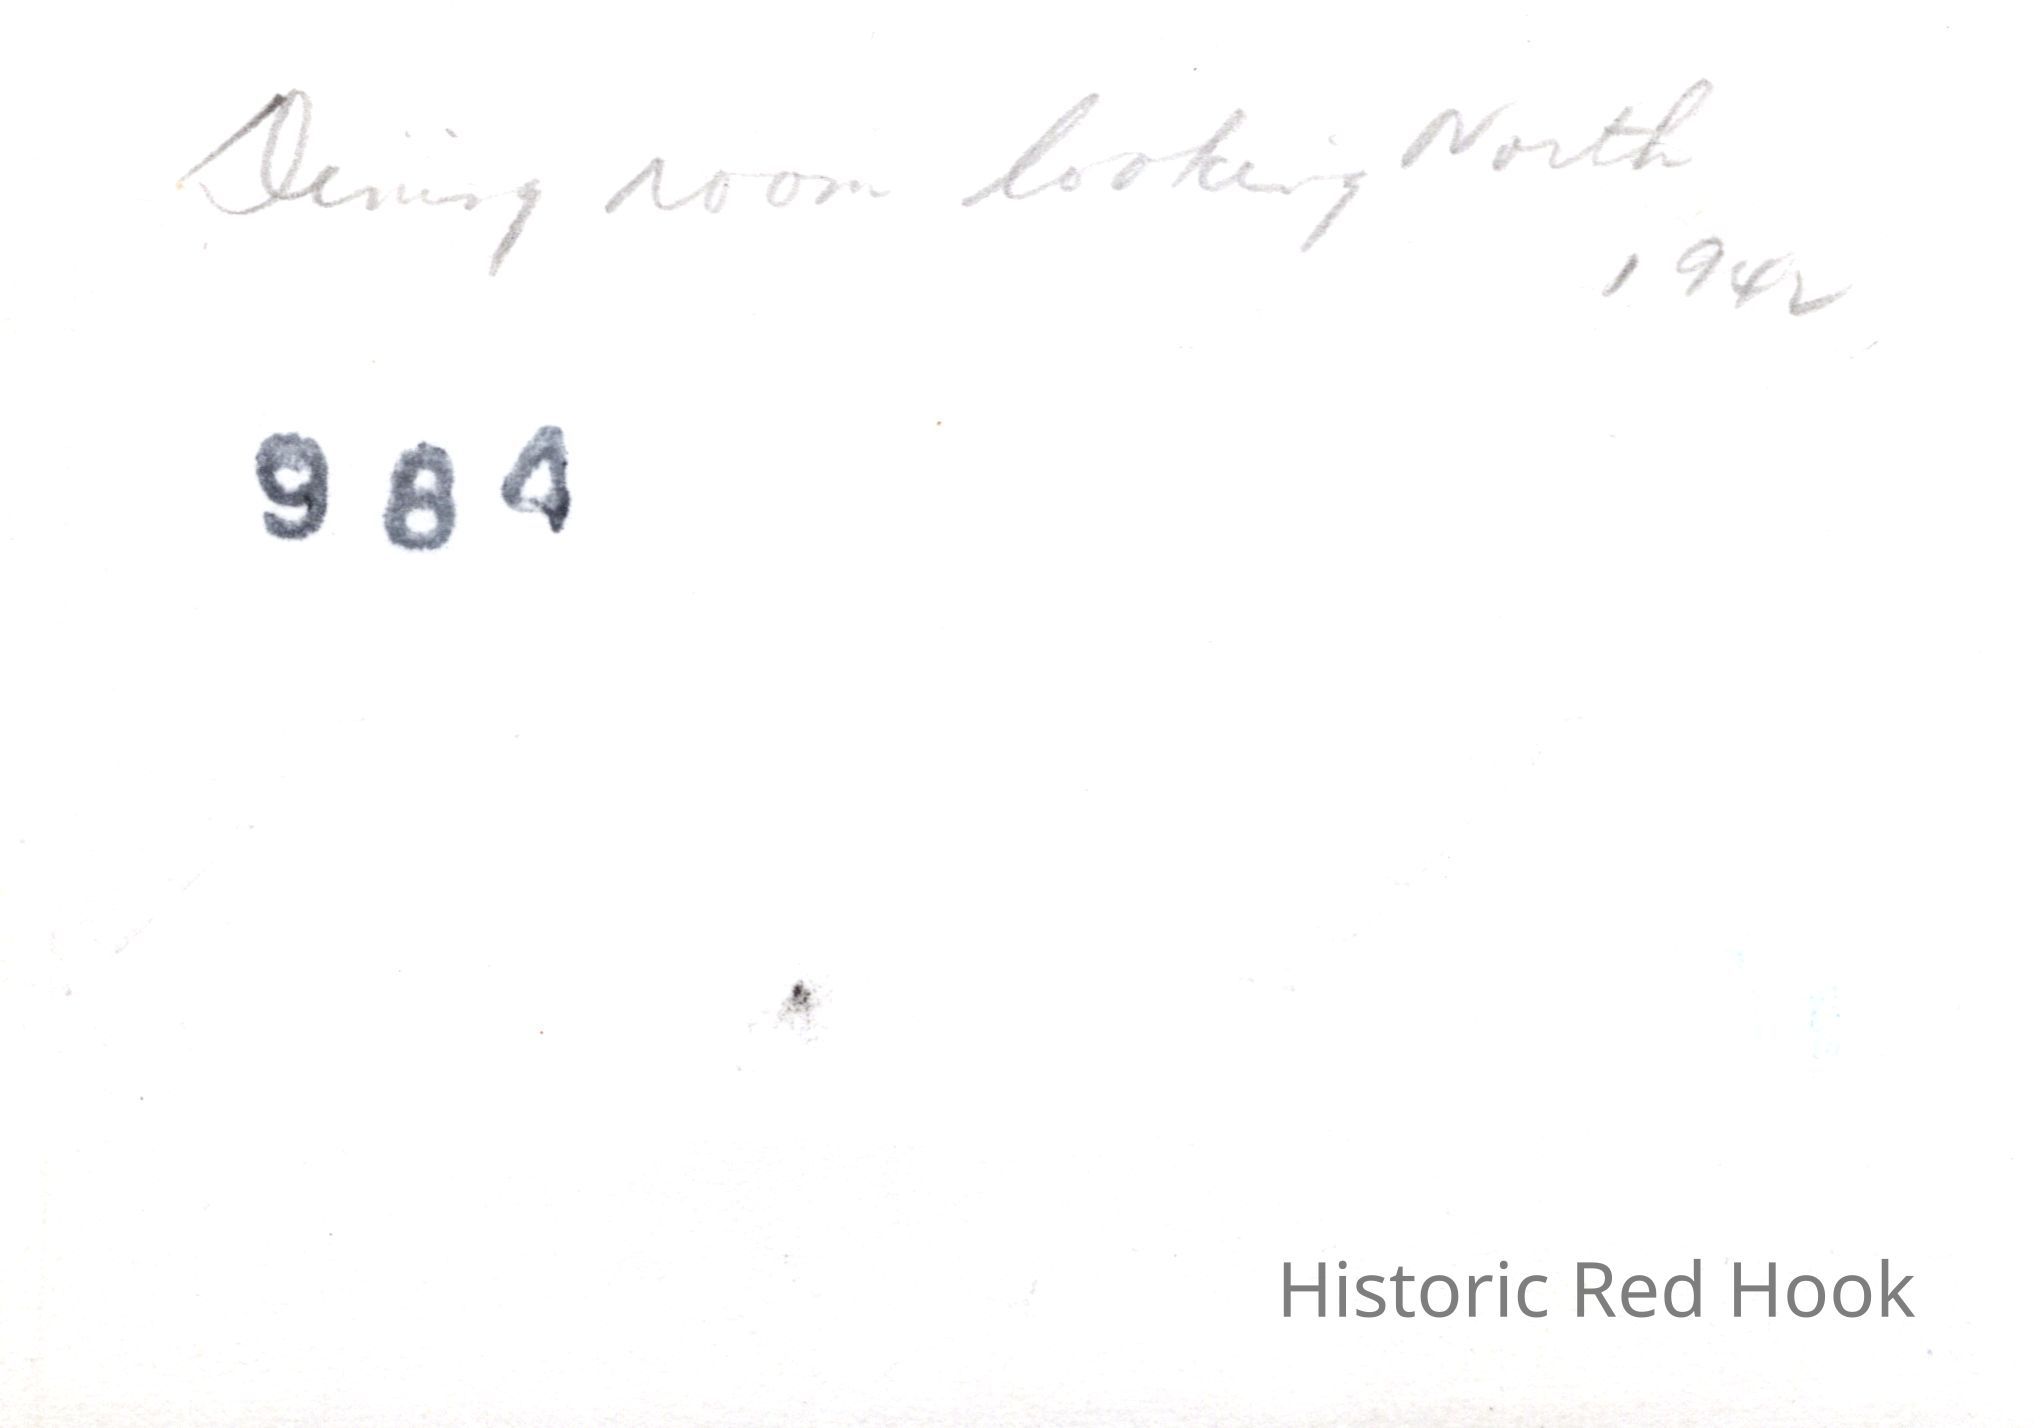 Dining room looking North
1942
984
Historic Red Hook